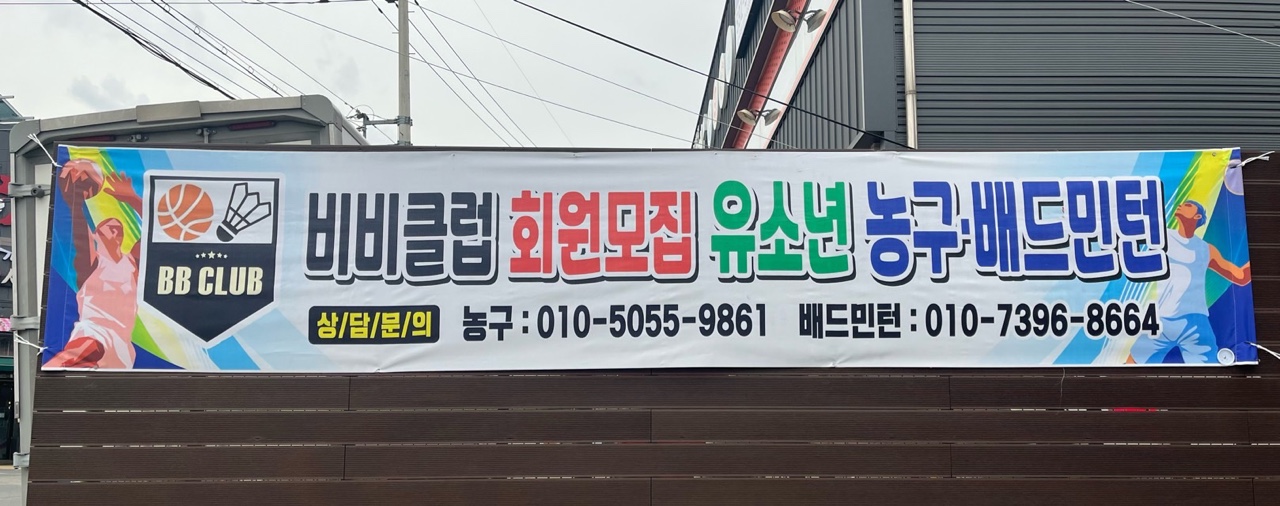 BB CLUB
비비클럽 회원모집 유소년 농구·배드민턴
상/담/문/의 농구 : 010-5055-9861 배드민턴 : 010-7396-8664